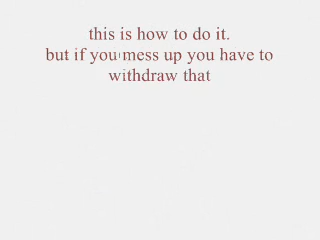 this is how to do it.
but if you mess up you have to
withdraw that